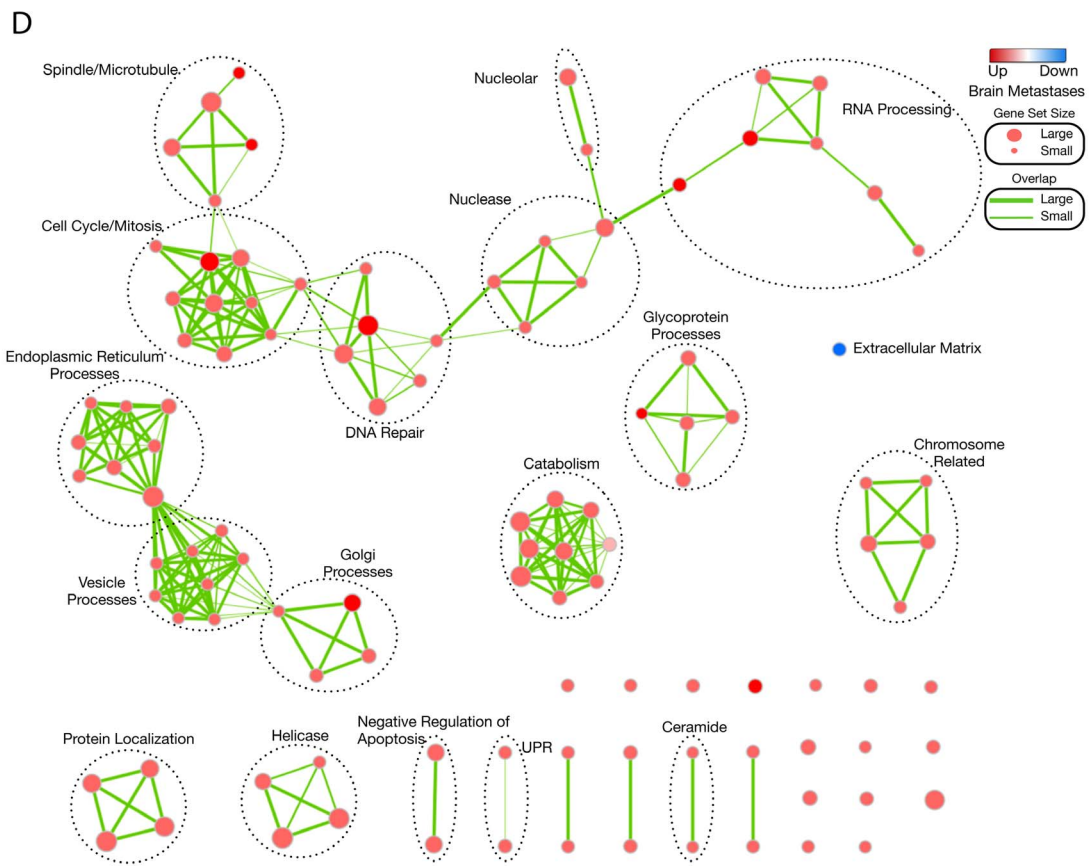 D
Spindle/Microtubule
Nucleolar
RNA Processing
Up Down
Brain Metastases
Gene Set Size
Large
Small
Overlap
Large
Small
Cell Cycle/Mitosis
Nuclease
Glycoprotein
Processes
Extracellular Matrix
Endoplasmic Reticulum
Processes
DNA Repair
Catabolism
Chromosome
Related
Golgi
Processes
Vesicle
Processes
Protein Localization
Helicase
Negative Regulation of
Apoptosis
UPR
Ceramide